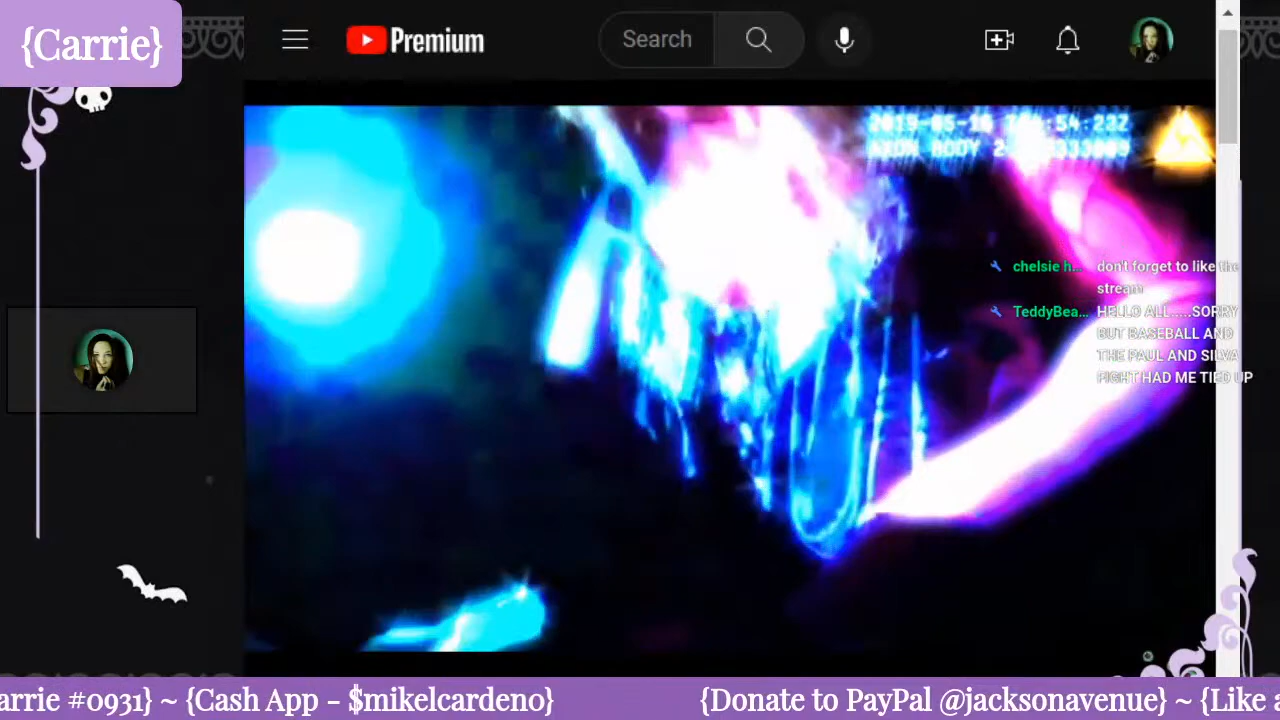 {Carrie}
Premium
Search
AXON BODY 2
chelsie h... don't forget to like the
stream
TeddyBea... HELLO ALL.....SORRY
BUT BASEBALL AND
THE PAUL AND SILVA
FIGHT HAD ME TIED UP
arrie #0931} ~ {Cash App - $mikelcardeno} {Donate to PayPal @jacksonavenue} ~ {Like a